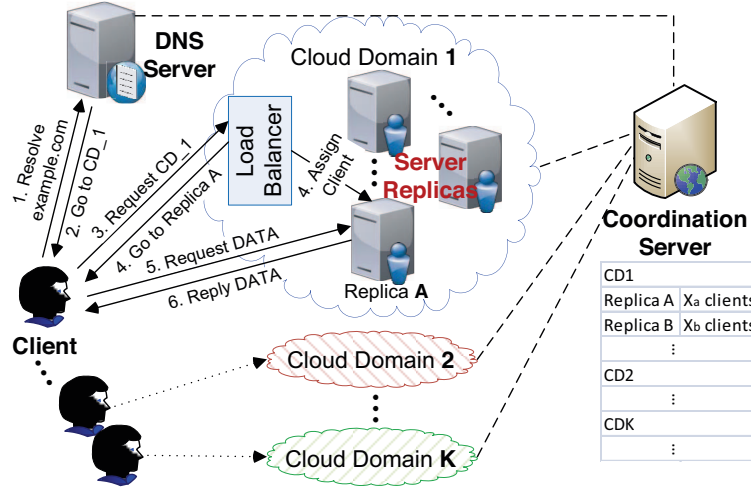 DNS
Server
Cloud Domain 1
Load
Balancer
Server
Replicas
Replica A
1. Resolve
example.com
2. Go to CD_1
3. Request CD_1
4. Go to Replica A
4. Assign
Client
5. Request DATA
6. Reply DATA
Client
Cloud Domain 2
Cloud Domain K
Coordination
Server
CD1
Replica A Xa clients
Replica B Xb clients
⋮
CD2
⋮
CDK
⋮